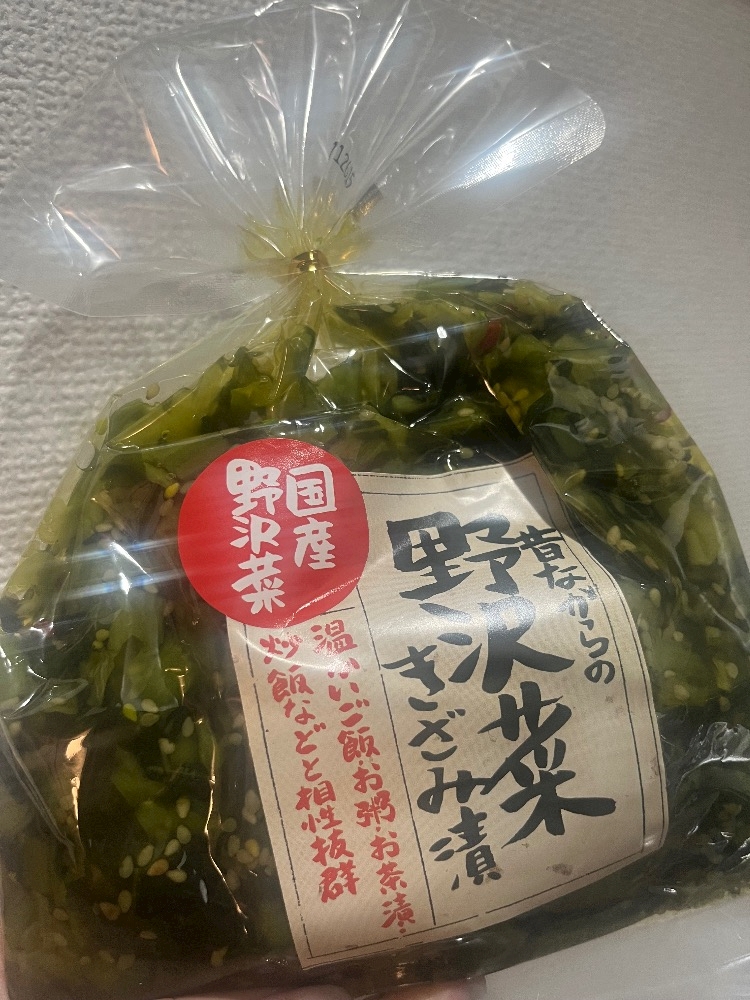 国産
野沢菜
昔ながらの
野沢菜
きざみ漬
温かいご飯・お粥・お茶漬・
炒飯などと相性抜群